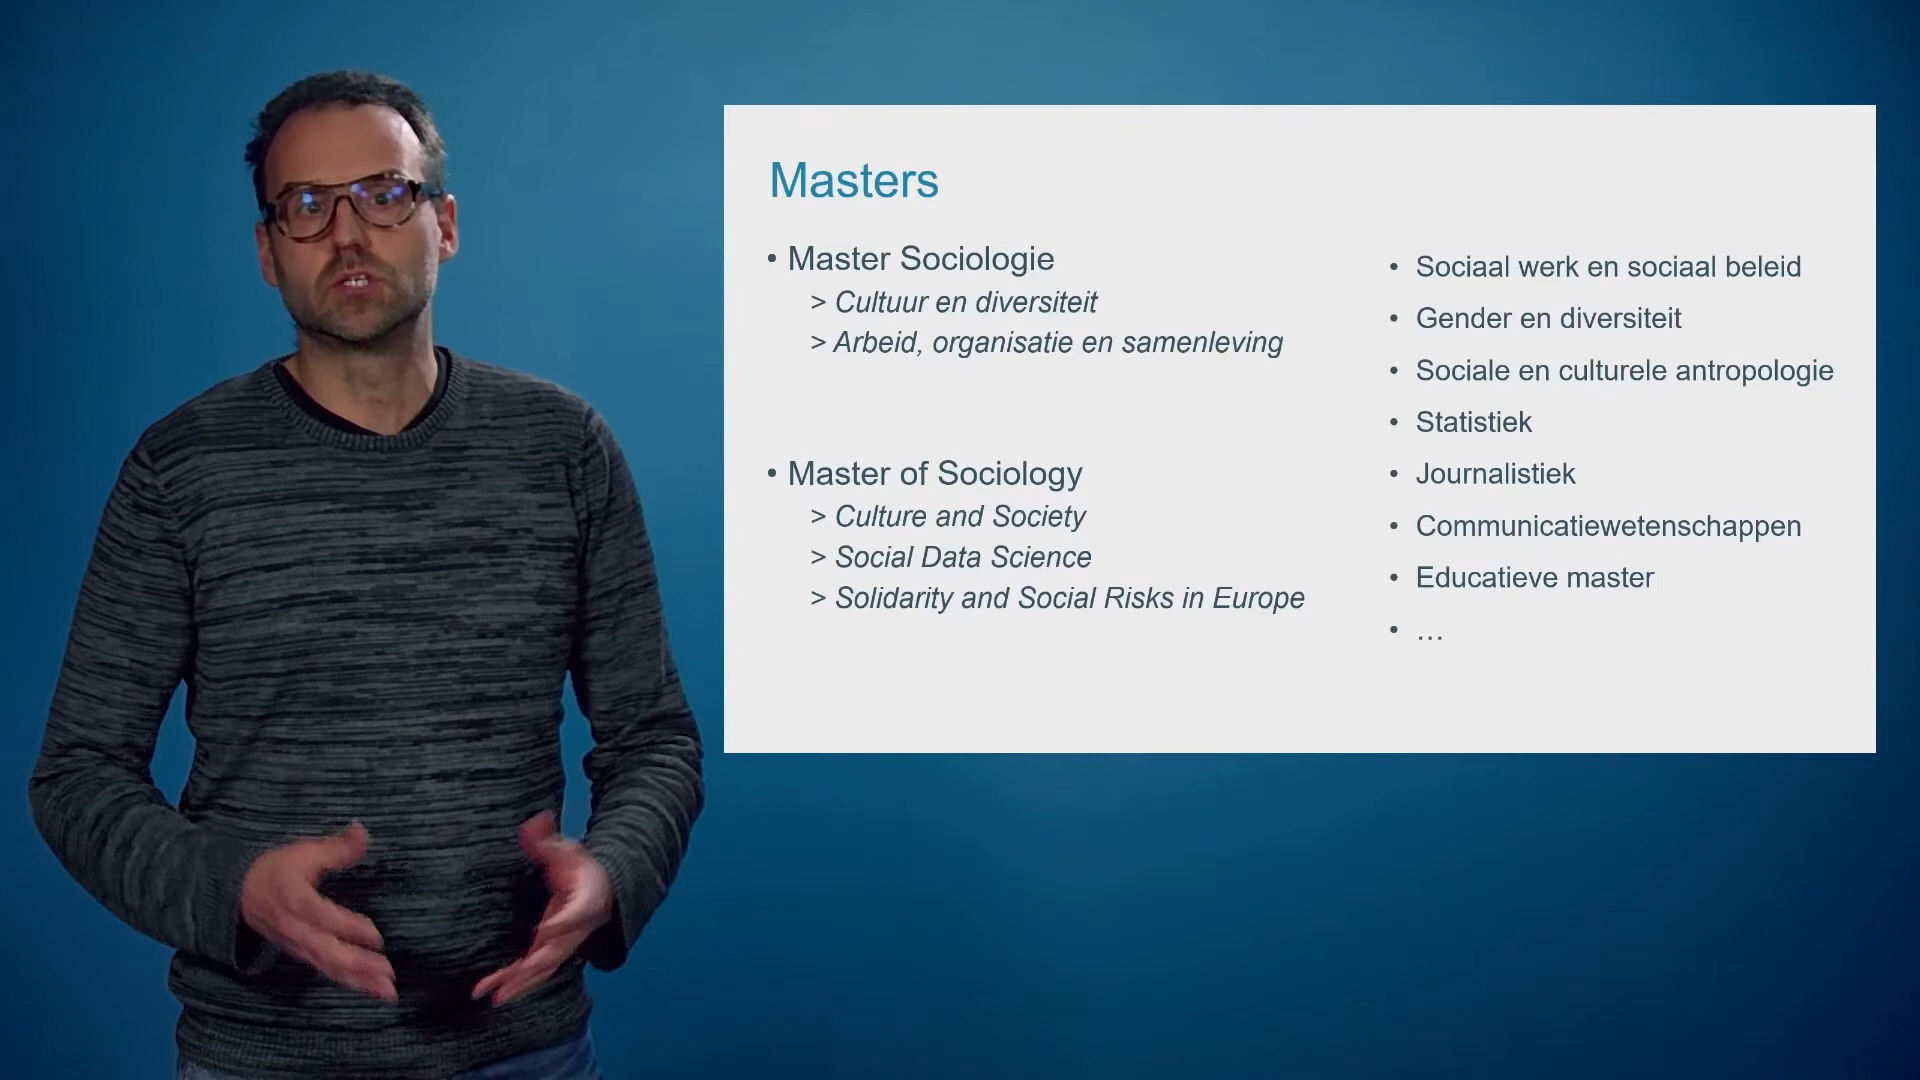 Masters
• Master Sociologie
> Cultuur en diversiteit
> Arbeid, organisatie en samenleving
• Master of Sociology
> Culture and Society
> Social Data Science
> Solidarity and Social Risks in Europe
• Sociaal werk en sociaal beleid
• Gender en diversiteit
• Sociale en culturele antropologie
• Statistiek
• Journalistiek
• Communicatiewetenschappen
• Educatieve master
• …